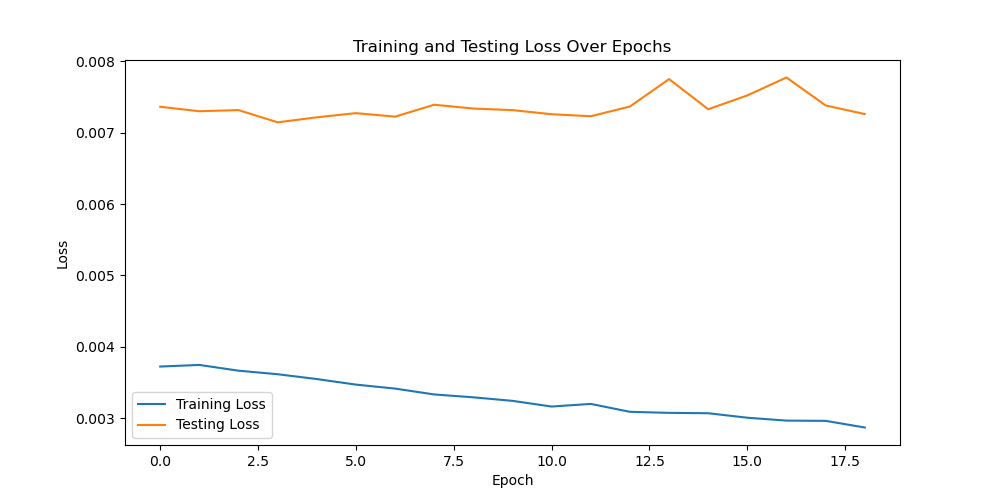 Training and Testing Loss Over Epochs
0.008
0.007
0.006
0.005
0.004
0.003
Loss
Training Loss
Testing Loss
0.0 2.5 5.0 7.5 10.0 12.5 15.0 17.5
Epoch